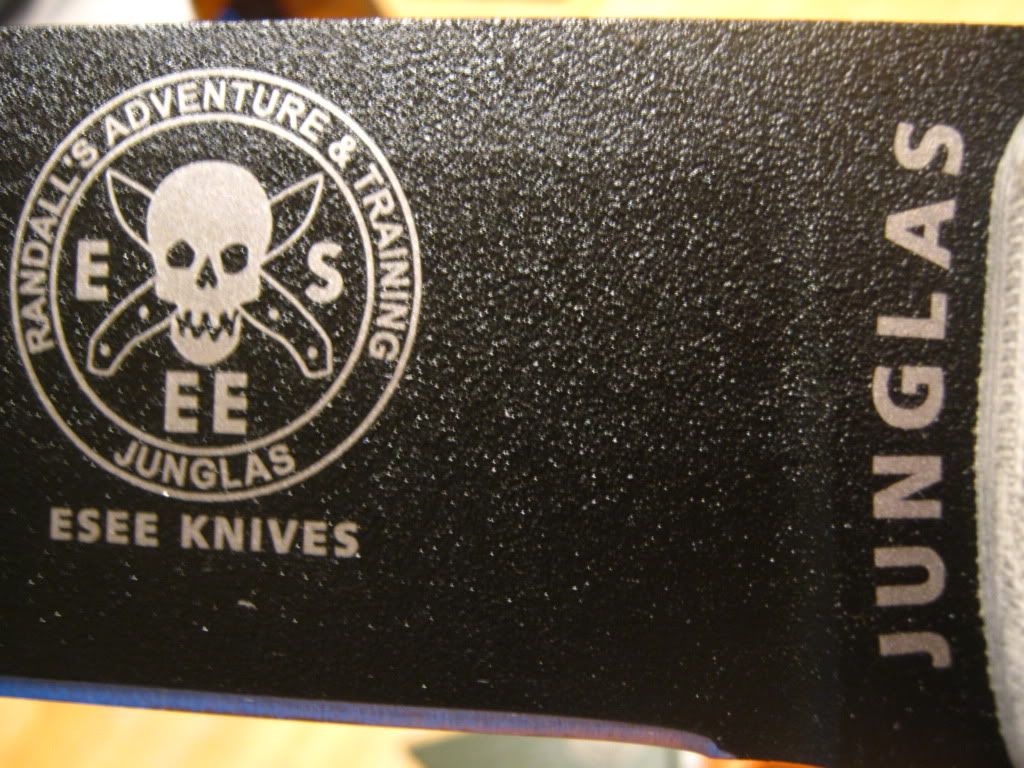 RANDALL'S ADVENTURE & TRAINING
E S
EE
JUNGLAS
ESEE KNIVES
JUNGLAS